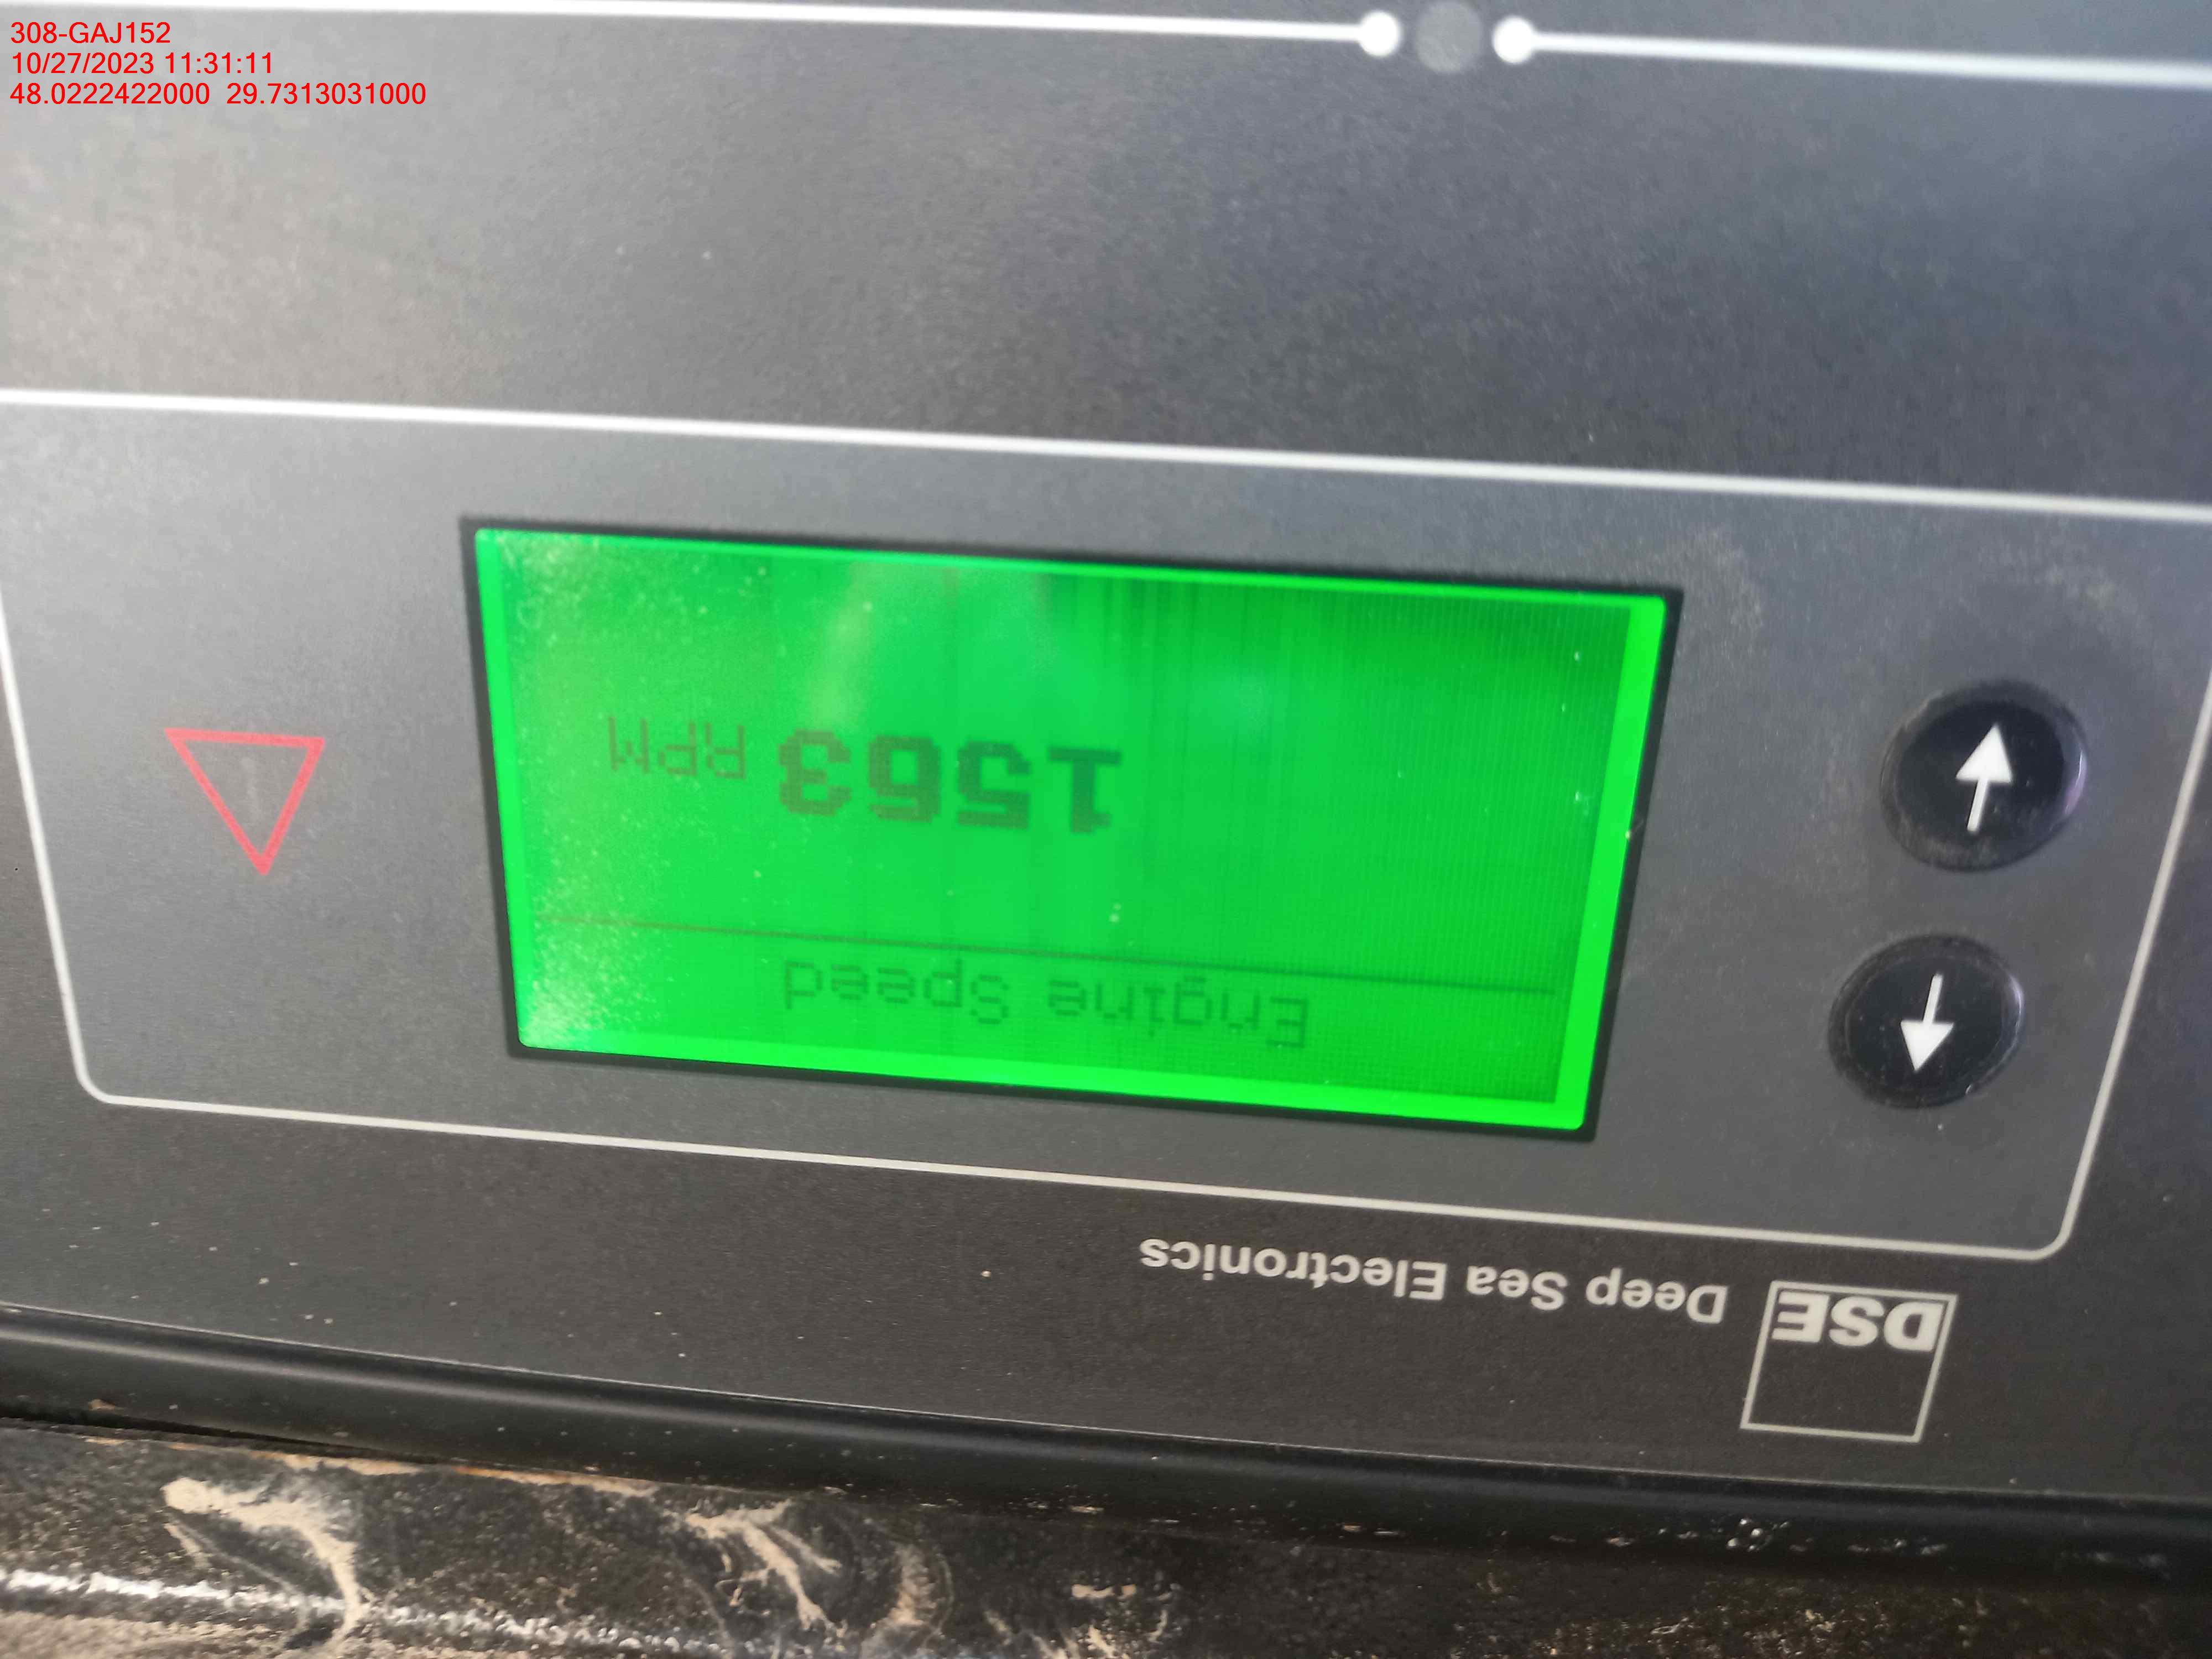 308-GAJ152
10/27/2023 11:31:11
48.0222422000 29.7313031000
DSE Deep Sea Electronics
Engine Speed
1563 RPM